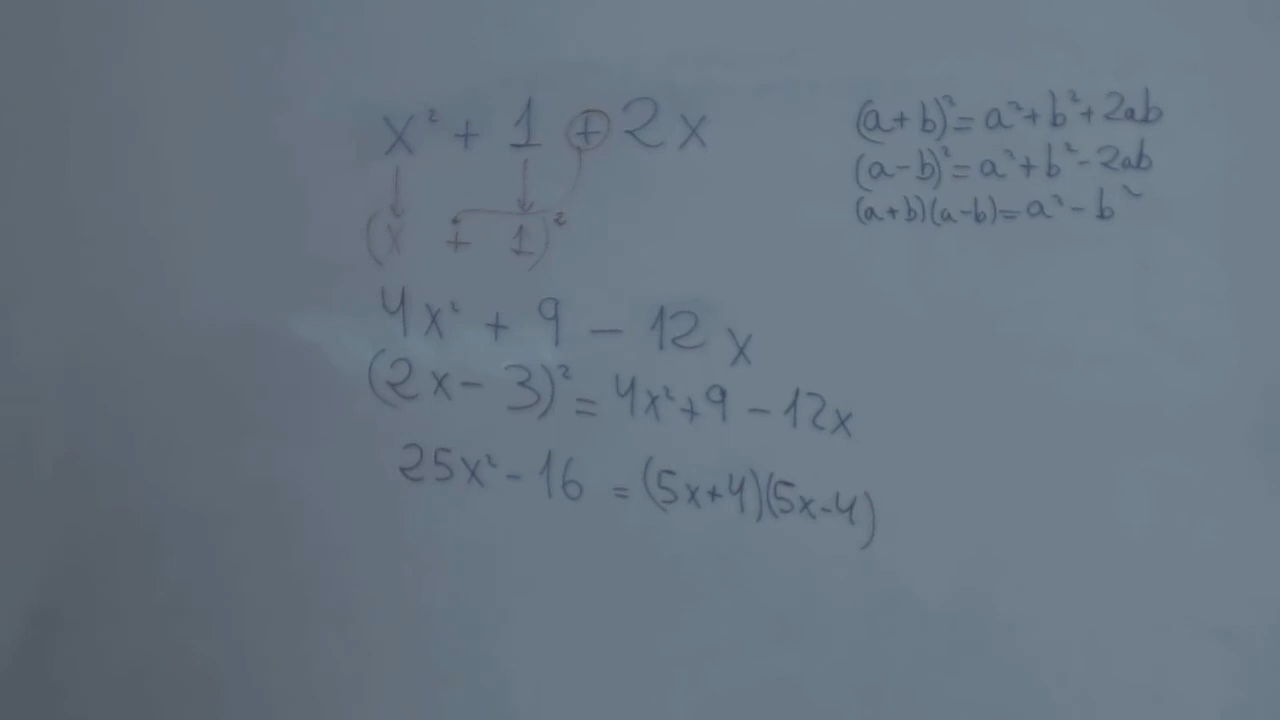 x² + 1 + 2x
(x + 1)²
4x² + 9 - 12x
(2x - 3)² = 4x² + 9 - 12x
25x² - 16 = (5x+4)(5x-4)
(a+b)² = a² + b² + 2ab
(a-b)² = a² + b² - 2ab
(a+b)(a-b) = a² - b²